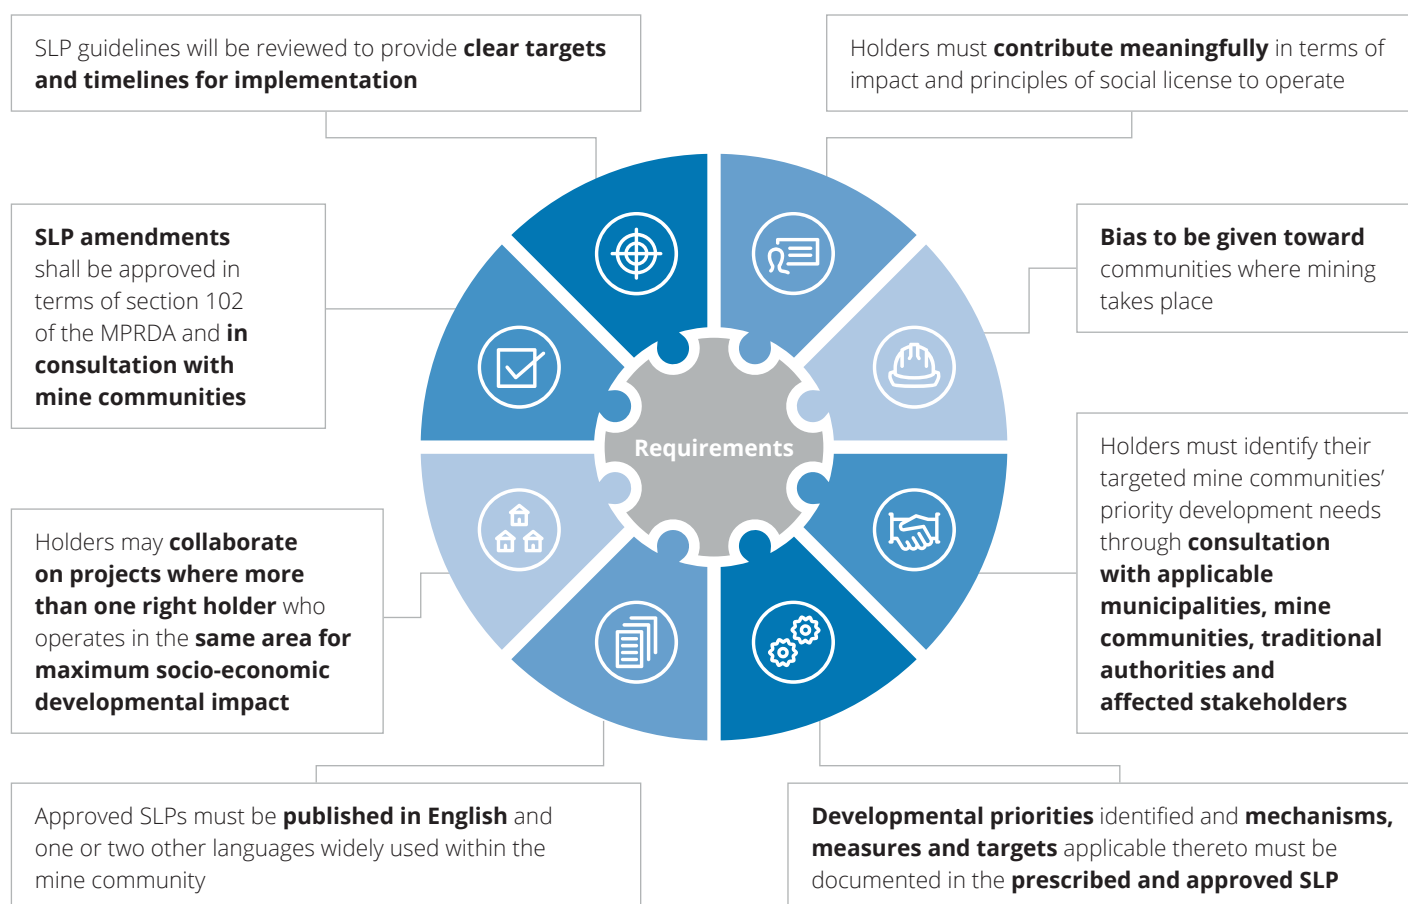 SLP guidelines will be reviewed to provide clear targets
and timelines for implementation
Holders must contribute meaningfully in terms of
impact and principles of social license to operate
SLP amendments
shall be approved in
terms of section 102
of the MPRDA and in
consultation with
mine communities
Bias to be given toward
communities where mining
takes place
Requirements
Holders must identify their
targeted mine communities’
priority development needs
through consultation
with applicable
municipalities, mine
communities, traditional
authorities and
affected stakeholders
Holders may collaborate
on projects where more
than one right holder who
operates in the same area for
maximum socio-economic
developmental impact
Approved SLPs must be published in English and
one or two other languages widely used within the
mine community
Developmental priorities identified and mechanisms,
measures and targets applicable thereto must be
documented in the prescribed and approved SLP